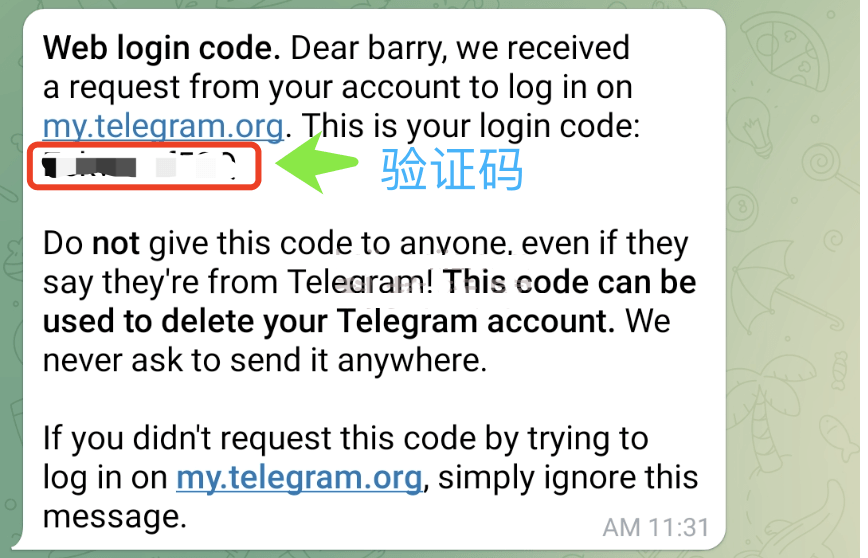 Web login code. Dear barry, we received
a request from your account to log in on
my.telegram.org. This is your login code:
验证码
Do not give this code to anyone, even if they
say they're from Telegram! This code can be
used to delete your Telegram account. We
never ask to send it anywhere.
If you didn't request this code by trying to
log in on my.telegram.org, simply ignore this
message.
AM 11:31